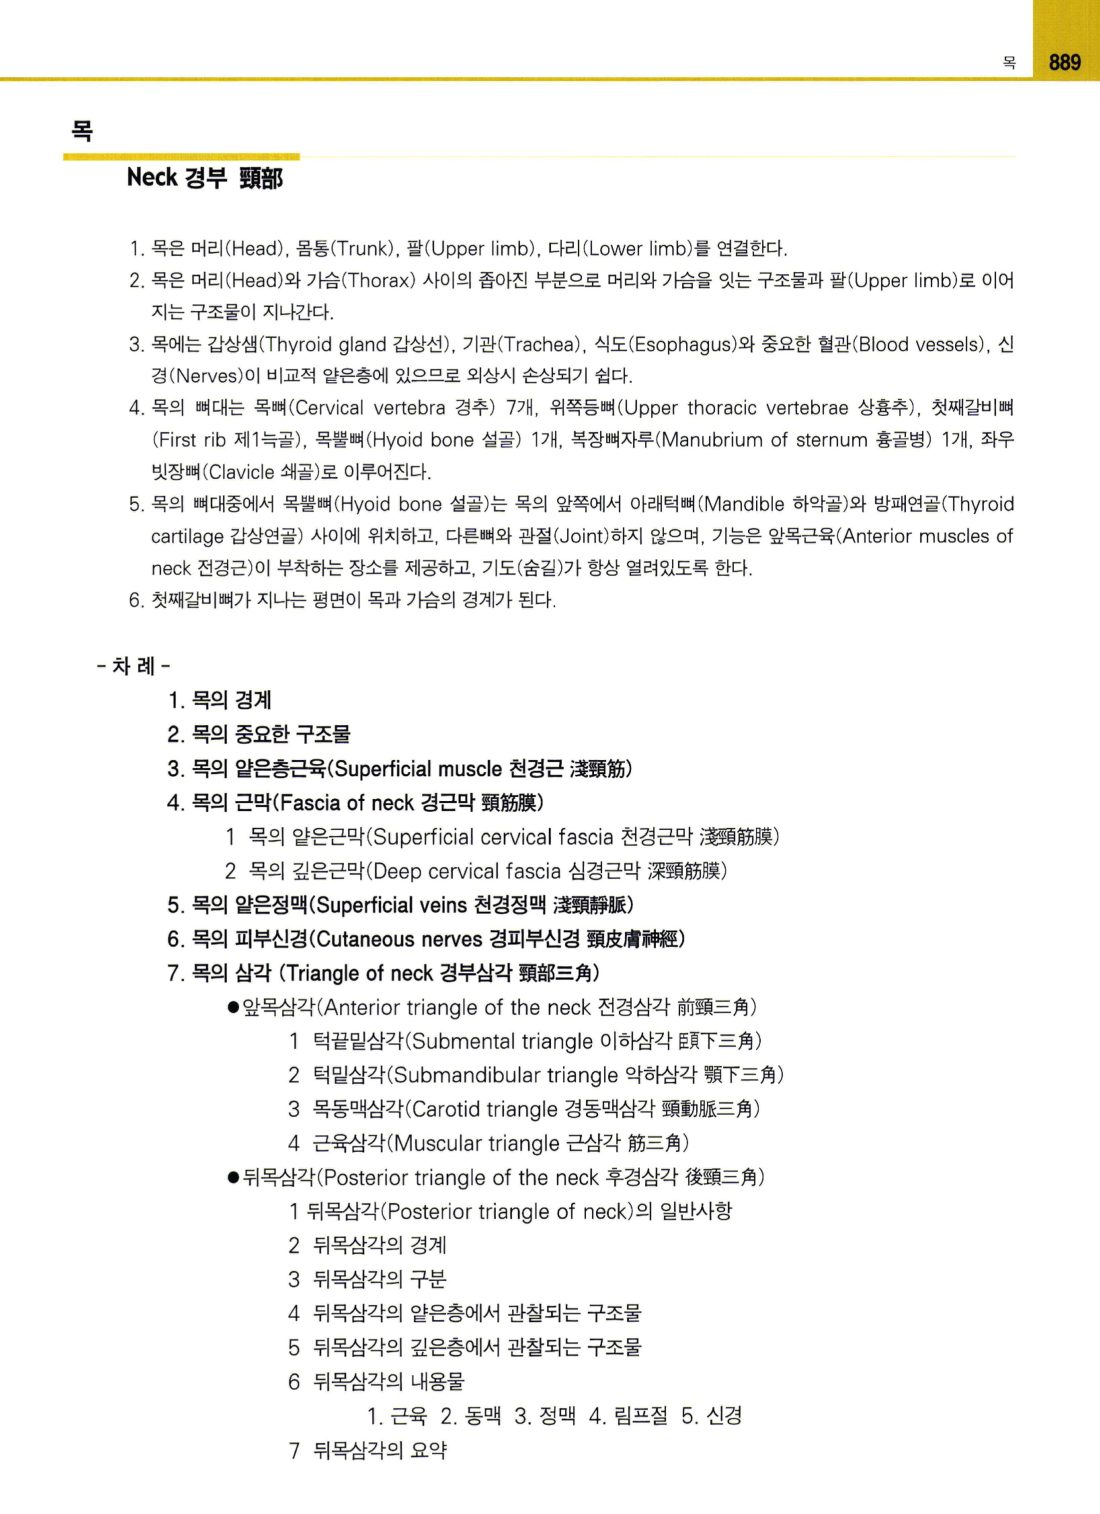 목 889
목
Neck 경부 頸部
1. 목은 머리(Head), 몸통(Trunk), 팔(Upper limb), 다리(Lower limb)를 연결한다.
2. 목은 머리(Head)와 가슴(Thorax) 사이의 좁아진 부분으로 머리와 가슴을 잇는 구조물과 팔(Upper limb)로 이어
지는 구조물이 지나간다.
3. 목에는 갑상샘(Thyroid gland 갑상선), 기관(Trachea), 식도(Esophagus)와 중요한 혈관(Blood vessels), 신
경(Nerves)이 비교적 얕은층에 있으므로 외상시 손상되기 쉽다.
4. 목의 뼈대는 목뼈(Cervical vertebra 경추) 7개, 위쪽등뼈(Upper thoracic vertebrae 상흉추), 첫째갈비뼈
(First rib 제1늑골), 목뿔뼈(Hyoid bone 설골) 1개, 복장뼈자루(Manubrium of sternum 흉골병) 1개, 좌우
빗장뼈(Clavicle 쇄골)로 이루어진다.
5. 목의 뼈대중에서 목뿔뼈(Hyoid bone 설골)는 목의 앞쪽에서 아래턱뼈(Mandible 하악골)와 방패연골(Thyroid
cartilage 갑상연골) 사이에 위치하고, 다른뼈와 관절(Joint)하지 않으며, 기능은 앞목근육(Anterior muscles of
neck 전경근)이 부착하는 장소를 제공하고, 기도(숨길)가 항상 열려있도록 한다.
6. 첫째갈비뼈가 지나는 평면이 목과 가슴의 경계가 된다.
- 차 례 -
1. 목의 경계
2. 목의 중요한 구조물
3. 목의 얕은층근육(Superficial muscle 천경근 淺頸筋)
4. 목의 근막(Fascia of neck 경근막 頸筋膜)
1 목의 얕은근막(Superficial cervical fascia 천경근막 淺頸筋膜)
2 목의 깊은근막(Deep cervical fascia 심경근막 深頸筋膜)
5. 목의 얕은정맥(Superficial veins 천경정맥 淺頸靜脈)
6. 목의 피부신경(Cutaneous nerves 경피부신경 頸皮膚神經)
7. 목의 삼각 (Triangle of neck 경부삼각 頸部三角)
●앞목삼각(Anterior triangle of the neck 전경삼각 前頸三角)
1 턱끝밑삼각(Submental triangle 이하삼각 頤下三角)
2 턱밑삼각(Submandibular triangle 악하삼각 顎下三角)
3 목동맥삼각(Carotid triangle 경동맥삼각 頸動脈三角)
4 근육삼각(Muscular triangle 근삼각 筋三角)
●뒤목삼각(Posterior triangle of the neck 후경삼각 後頸三角)
1 뒤목삼각(Posterior triangle of neck)의 일반사항
2 뒤목삼각의 경계
3 뒤목삼각의 구분
4 뒤목삼각의 얕은층에서 관찰되는 구조물
5 뒤목삼각의 깊은층에서 관찰되는 구조물
6 뒤목삼각의 내용물
1. 근육 2. 동맥 3. 정맥 4. 림프절 5. 신경
7 뒤목삼각의 요약